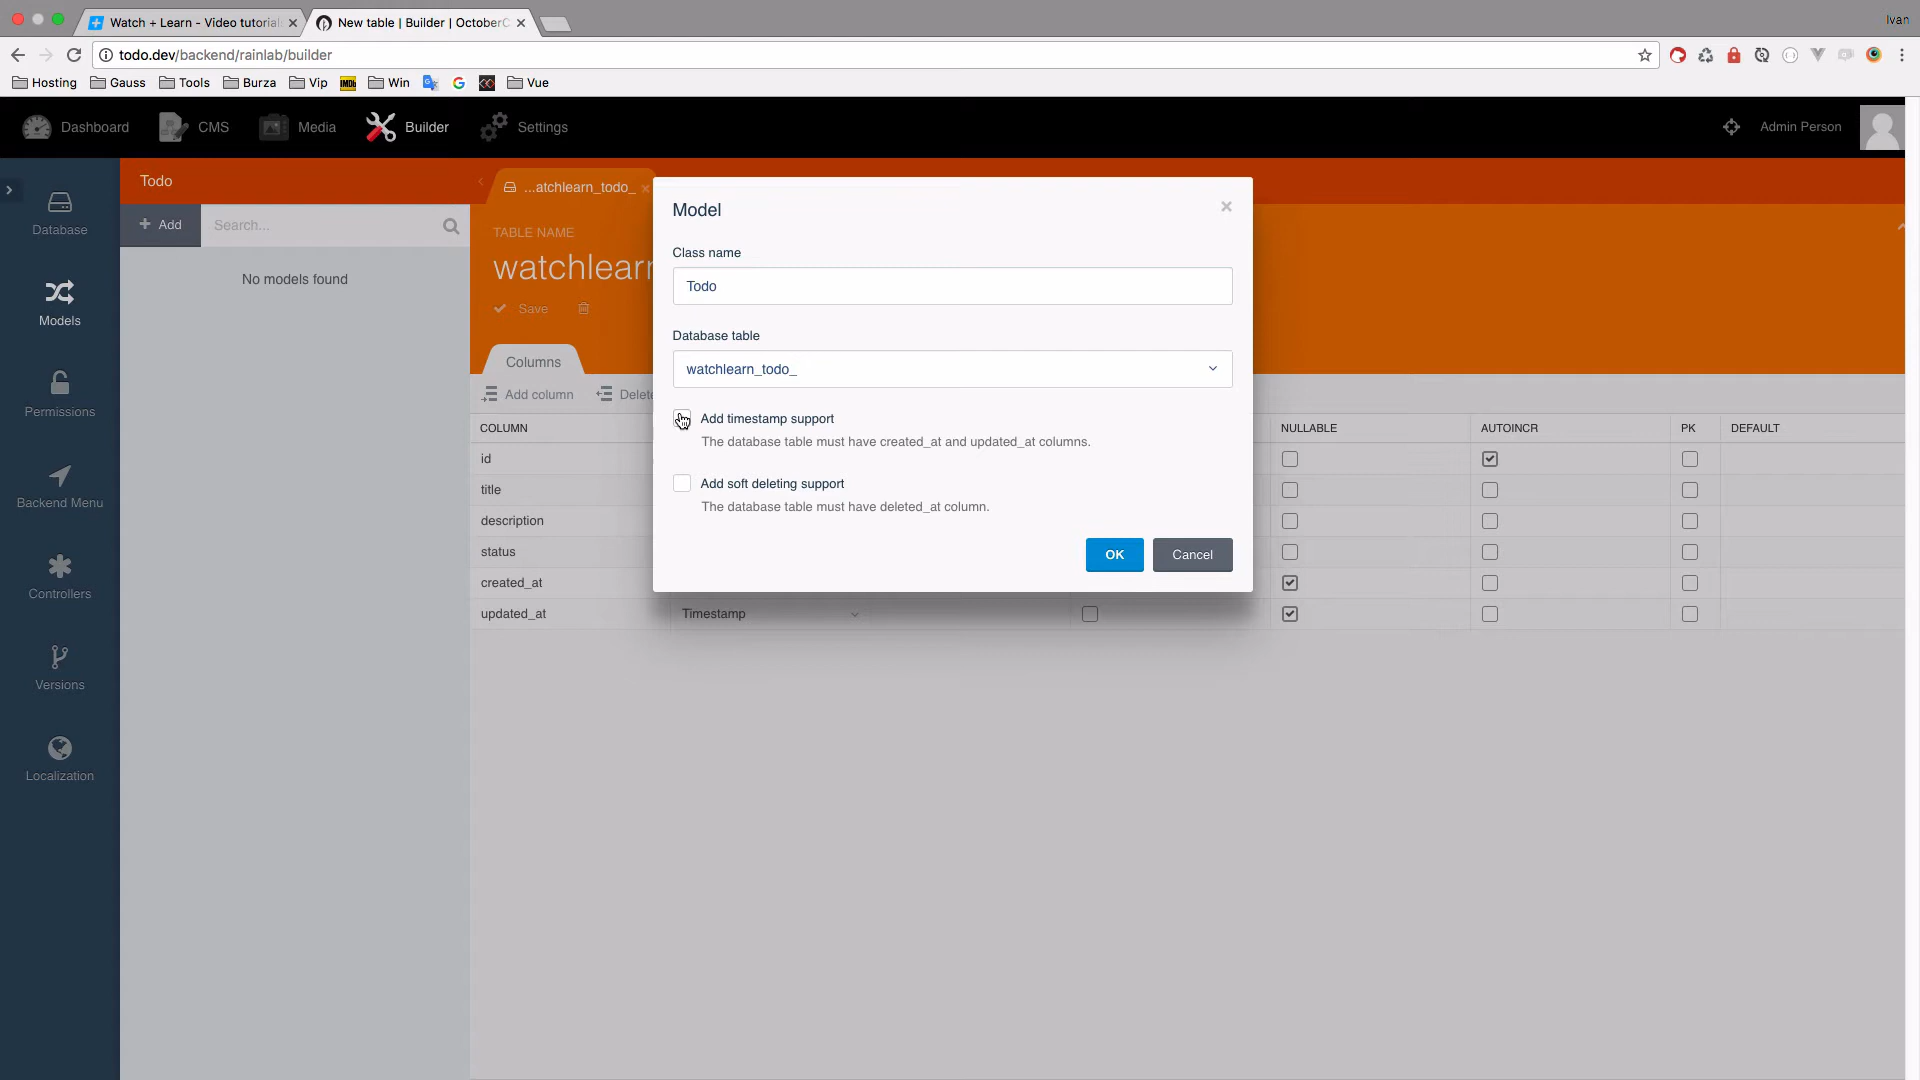 Ivan
Watch + Learn - Video tutorials
New table | Builder | OctoberC
todo.dev/backend/rainlab/builder
Hosting
Gauss
Tools
Burza
Vip
IMDb
Win
Vue
Dashboard
CMS
Media
Builder
Settings
Admin Person
Database
Models
Permissions
Backend Menu
Controllers
Versions
Localization
Todo
Add
Search...
No models found
...atchlearn_todo_
TABLE NAME
watchlearn
Save
Columns
Add column
Delete
COLUMN
NULLABLE
AUTOINCR
PK
DEFAULT
id
title
description
status
created_at
updated_at
Timestamp
Model
Class name
Todo
Database table
watchlearn_todo_
Add timestamp support
The database table must have created_at and updated_at columns.
Add soft deleting support
The database table must have deleted_at column.
OK
Cancel